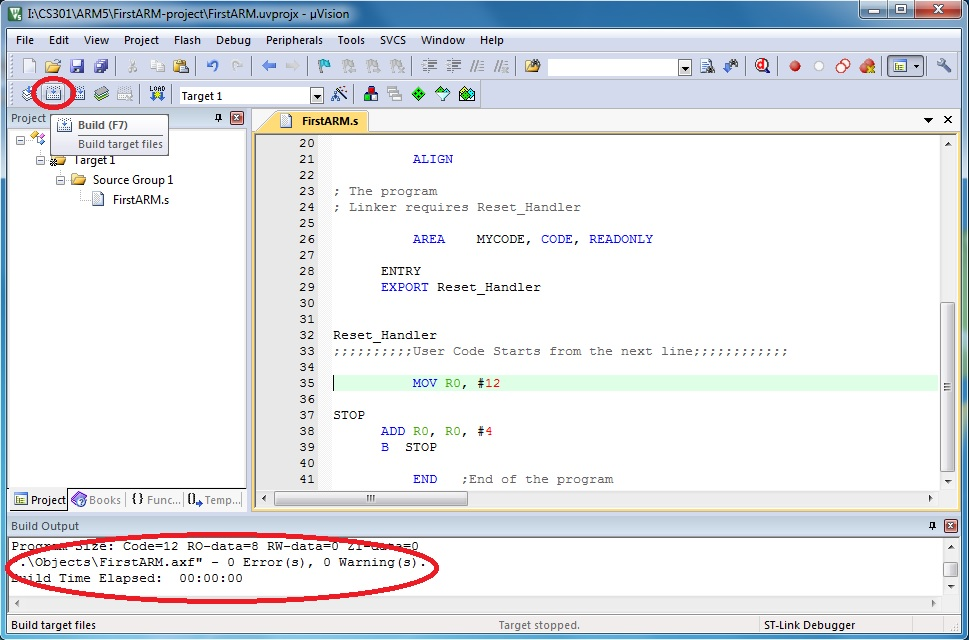 I:\CS301\ARM5\FirstARM-project\FirstARM.uvprojx - µVision
File Edit View Project Flash Debug Peripherals Tools SVCS Window Help
LOAD
Target 1
Project
Build (F7)
Build target files
Target 1
Source Group 1
FirstARM.s
FirstARM.s
20
21 ALIGN
22
23 ; The program
24 ; Linker requires Reset_Handler
25
26 AREA MYCODE, CODE, READONLY
27
28 ENTRY
29 EXPORT Reset_Handler
30
31
32 Reset_Handler
33 ;;;;;;;;;;User Code Starts from the next line;;;;;;;;;;;;
34
35 MOV R0, #12
36
37 STOP
38 ADD R0, R0, #4
39 B STOP
40
41 END ;End of the program
Project Books {} Func... Temp...
Build Output
Program Size: Code=12 RO-data=8 RW-data=0 ZI-data=0
".\Objects\FirstARM.axf" - 0 Error(s), 0 Warning(s).
Build Time Elapsed: 00:00:00
Build target files Target stopped. ST-Link Debugger